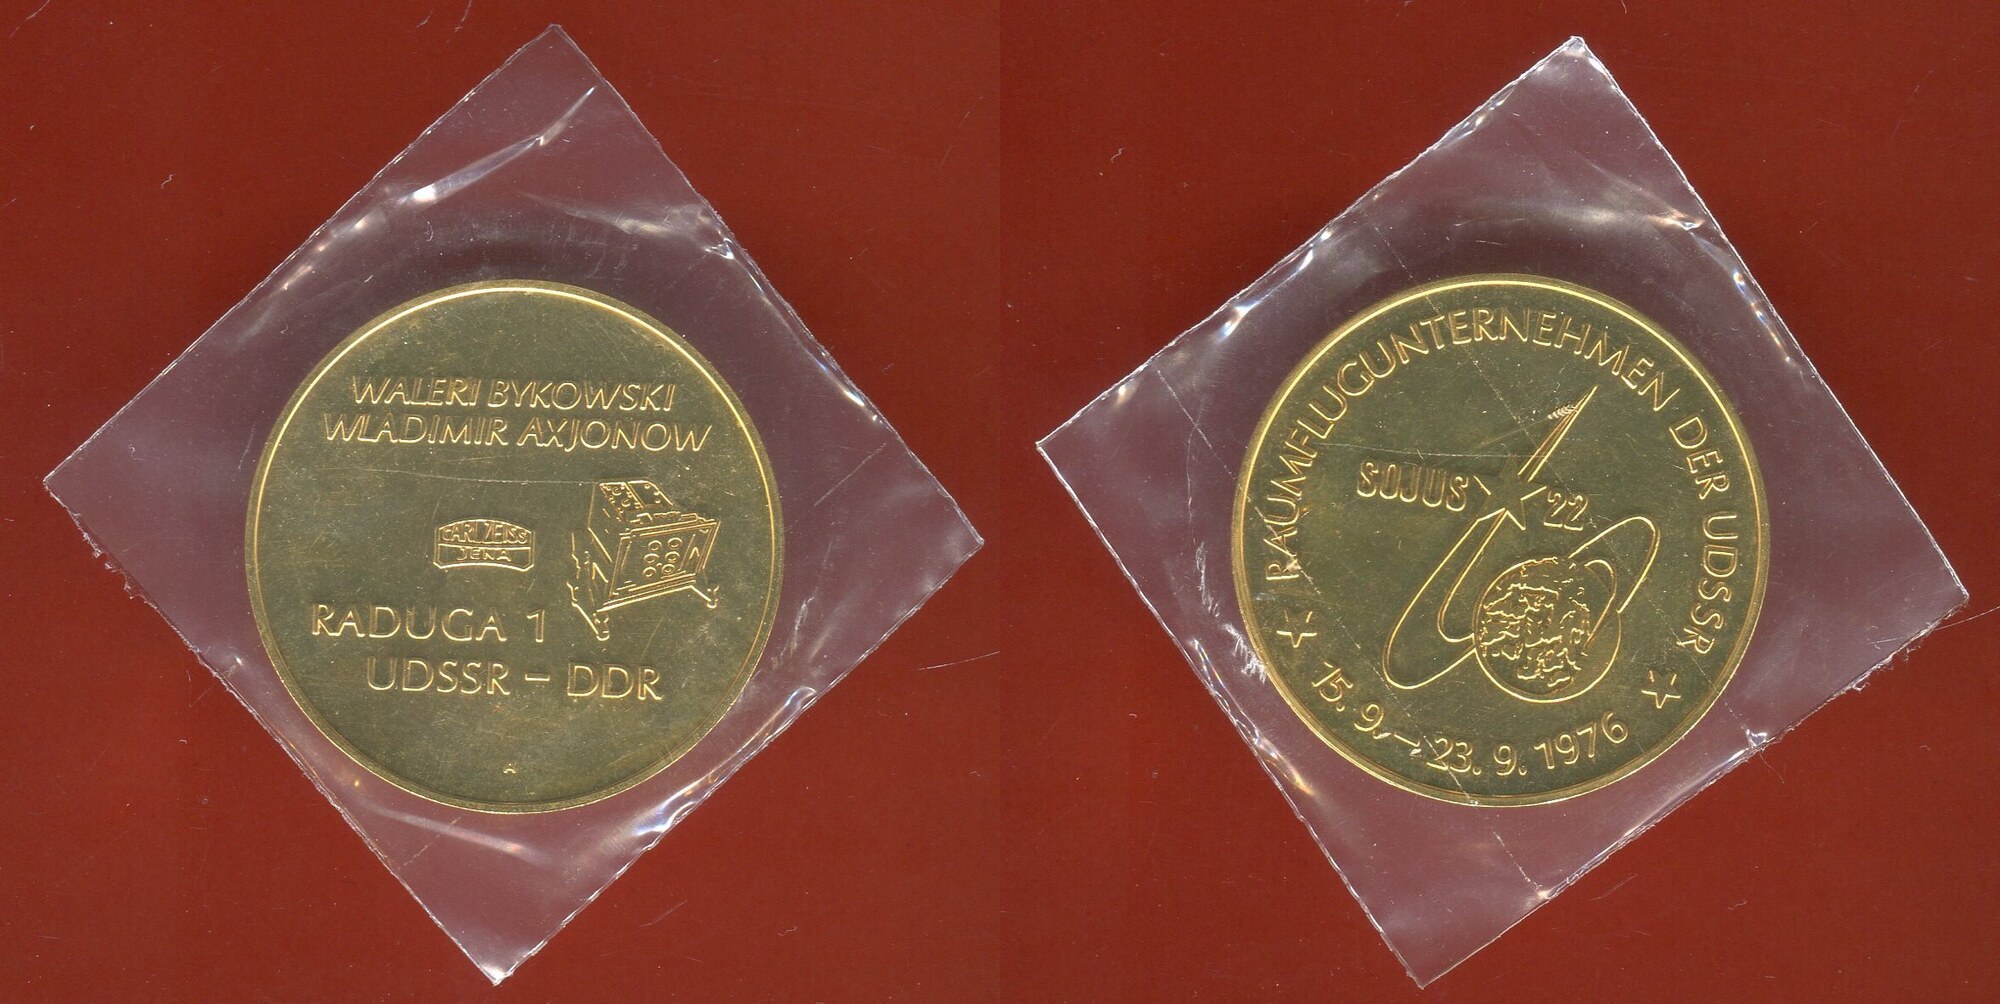 WALERI BYKOWSKI
WLADIMIR AXJONOW
CARL ZEISS
JENA
RADUGA 1
UDSSR – DDR
A
RAUMFLUGUNTERNEHMEN DER UDSSR
SOJUS 22
15. 9. – 23. 9. 1976